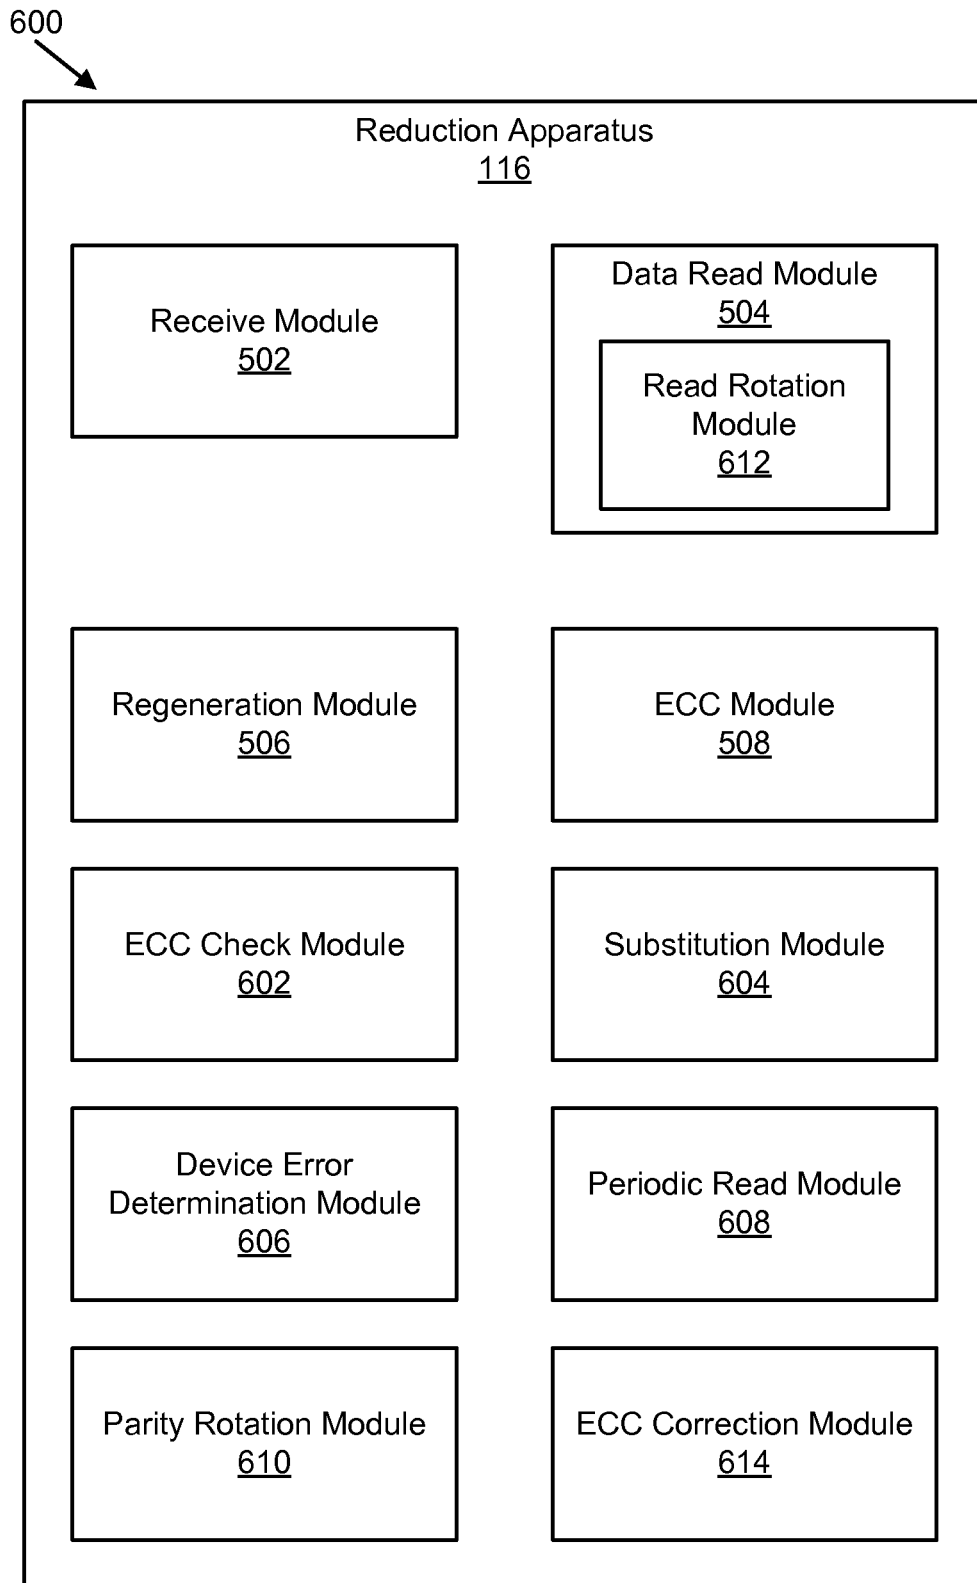 600
Reduction Apparatus
116
Receive Module
502
Data Read Module
504
Read Rotation
Module
612
Regeneration Module
506
ECC Module
508
ECC Check Module
602
Substitution Module
604
Device Error
Determination Module
606
Periodic Read Module
608
Parity Rotation Module
610
ECC Correction Module
614